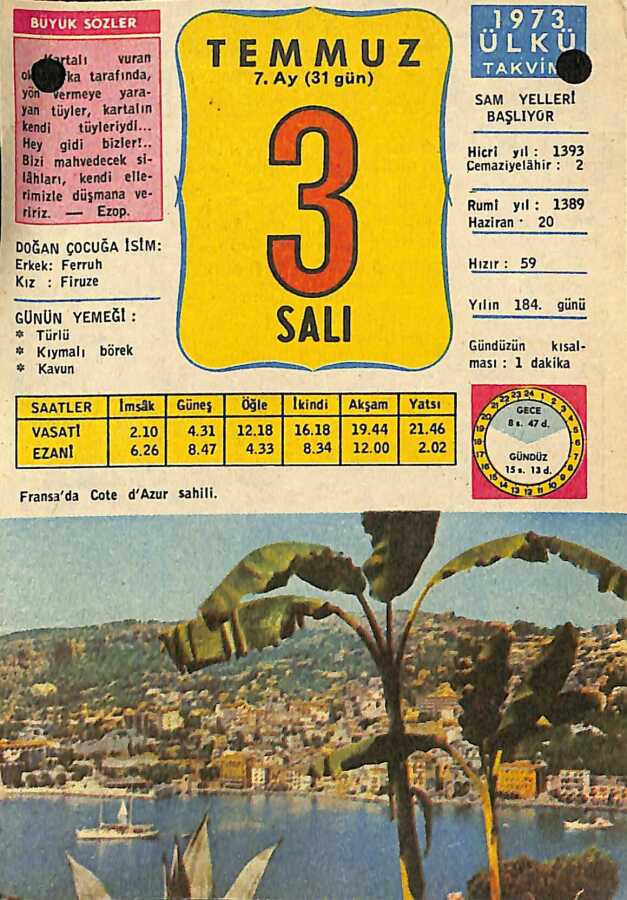 BÜYÜK SÖZLER
Kartalı vuran
ka tarafında,
yön vermeye yara-
yan tüyler, kartalın
kendi tüyleriydi...
Hey gidi bizler!..
Bizi mahvedecek si-
lâhları, kendi elle-
rimizle düşmana ve-
ririz. — Ezop.
DOĞAN ÇOCUĞA İSİM:
Erkek: Ferruh
Kız : Firuze
GÜNÜN YEMEĞİ :
* Türlü
* Kıymalı börek
* Kavun
TEMMUZ
7. Ay (31 gün)
3
SALI
1973
ÜLKÜ
TAKVİM
SAM YELLERİ
BAŞLIYOR
Hicrî yıl : 1393
Cemaziyelâhir : 2
Rumî yıl : 1389
Haziran · 20
Hızır : 59
Yılın 184. günü
Gündüzün kısal-
ması : 1 dakika
SAATLER İmsâk Güneş Öğle İkindi Akşam Yatsı
VASATİ 2.10 4.31 12.18 16.18 19.44 21.46
EZANİ 6.26 8.47 4.33 8.34 12.00 2.02
GECE
8 s. 47 d.
GÜNDÜZ
15 s. 13 d.
Fransa'da Cote d'Azur sahili.